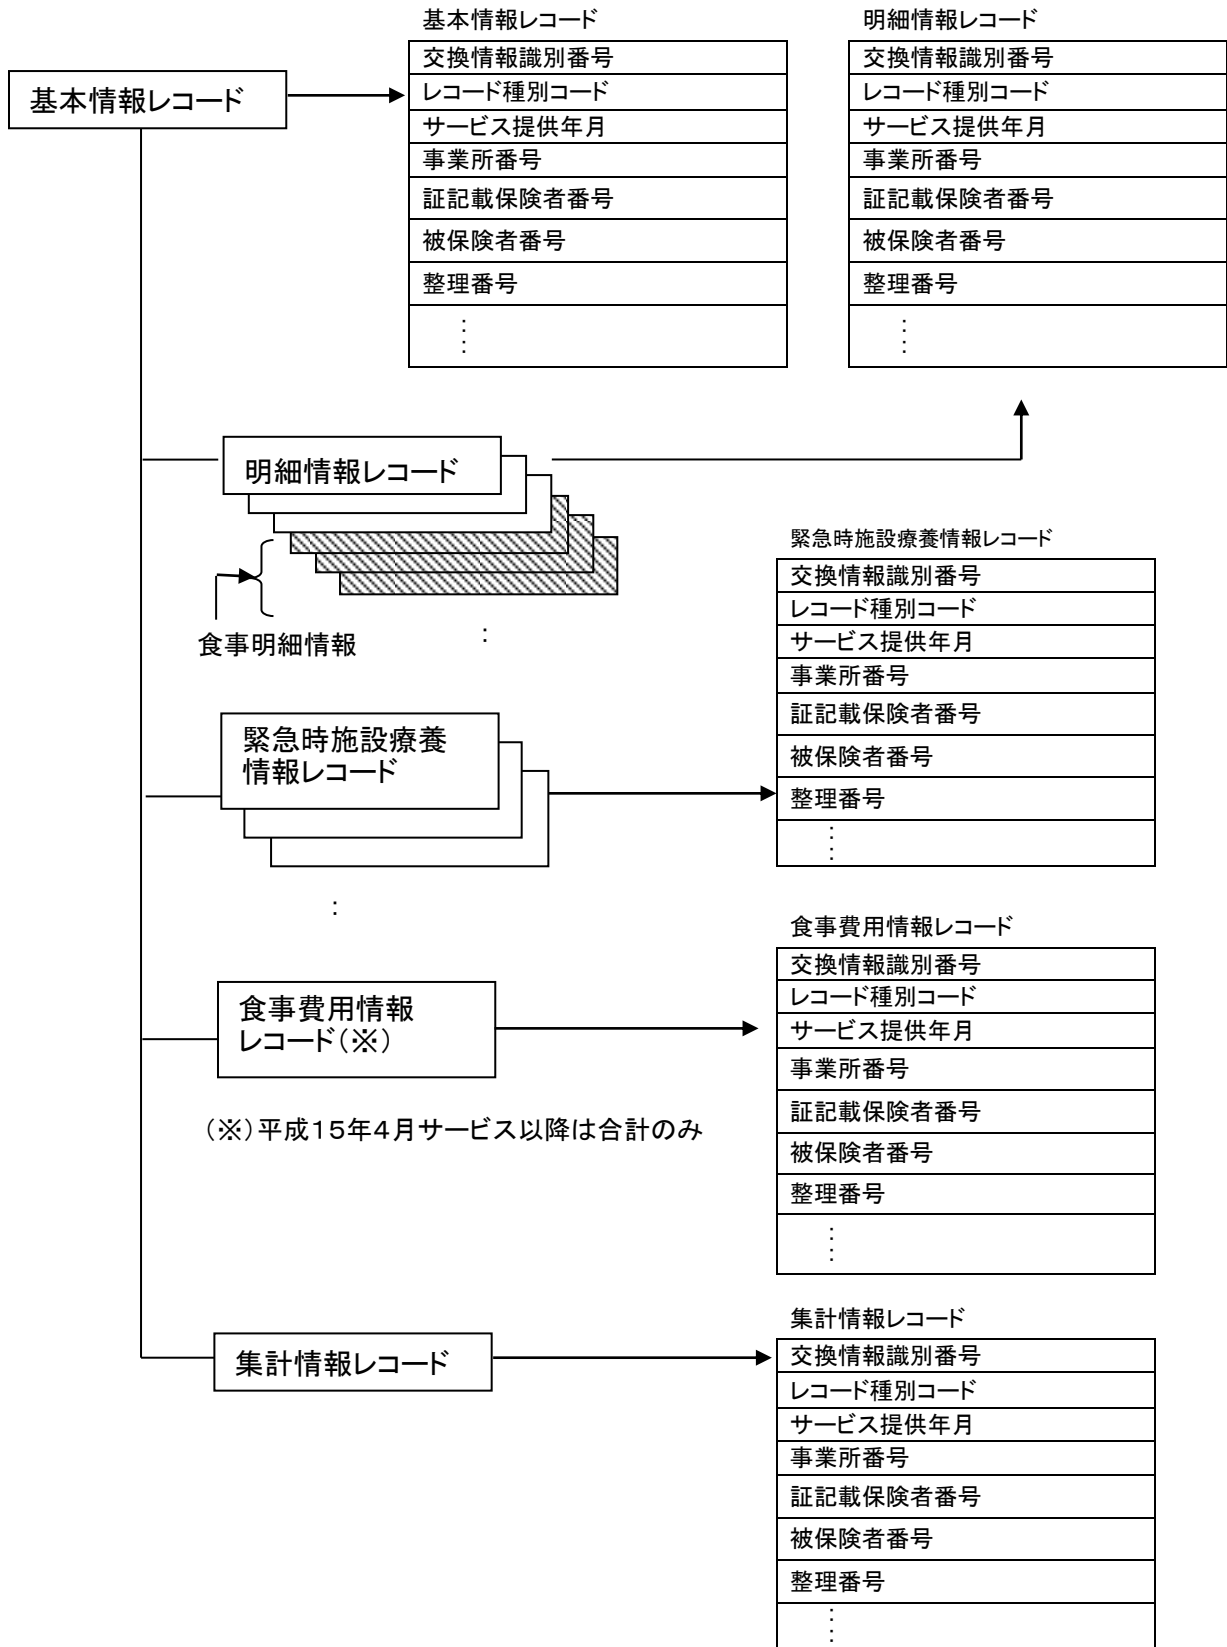 基本情報レコード
基本情報レコード
交換情報識別番号
レコード種別コード
サービス提供年月
事業所番号
証記載保険者番号
被保険者番号
整理番号
：
：
明細情報レコード
交換情報識別番号
レコード種別コード
サービス提供年月
事業所番号
証記載保険者番号
被保険者番号
整理番号
：
：
明細情報レコード
食事明細情報
：
緊急時施設療養情報レコード
交換情報識別番号
レコード種別コード
サービス提供年月
事業所番号
証記載保険者番号
被保険者番号
整理番号
：
：
緊急時施設療養
情報レコード
：
食事費用情報レコード
交換情報識別番号
レコード種別コード
サービス提供年月
事業所番号
証記載保険者番号
被保険者番号
整理番号
：
：
食事費用情報
レコード（※）
（※）平成１５年４月サービス以降は合計のみ
集計情報レコード
集計情報レコード
交換情報識別番号
レコード種別コード
サービス提供年月
事業所番号
証記載保険者番号
被保険者番号
整理番号
：
：